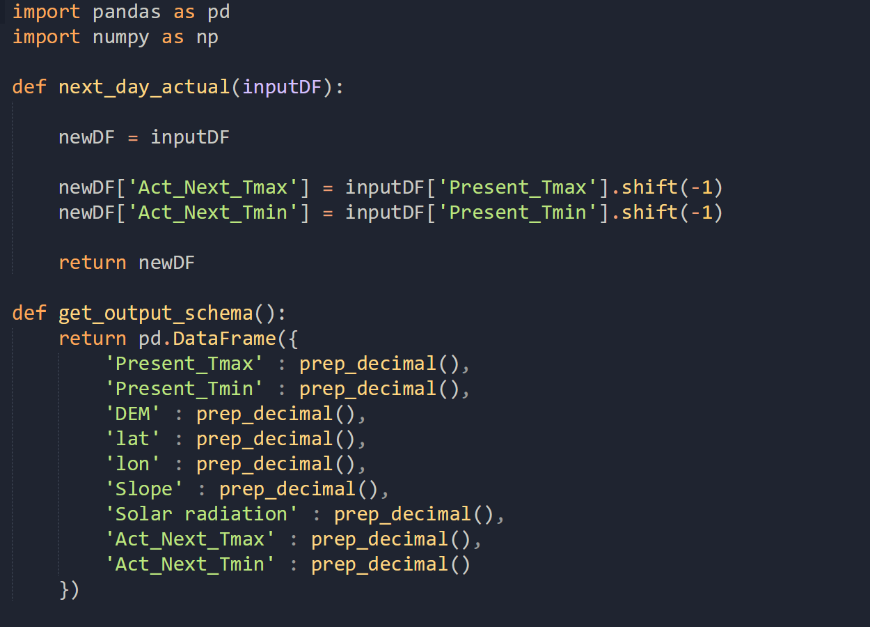 import pandas as pd
import numpy as np
def next_day_actual(inputDF):
newDF = inputDF
newDF['Act_Next_Tmax'] = inputDF['Present_Tmax'].shift(-1)
newDF['Act_Next_Tmin'] = inputDF['Present_Tmin'].shift(-1)
return newDF
def get_output_schema():
return pd.DataFrame({
'Present_Tmax' : prep_decimal(),
'Present_Tmin' : prep_decimal(),
'DEM' : prep_decimal(),
'lat' : prep_decimal(),
'lon' : prep_decimal(),
'Slope' : prep_decimal(),
'Solar radiation' : prep_decimal(),
'Act_Next_Tmax' : prep_decimal(),
'Act_Next_Tmin' : prep_decimal()
})